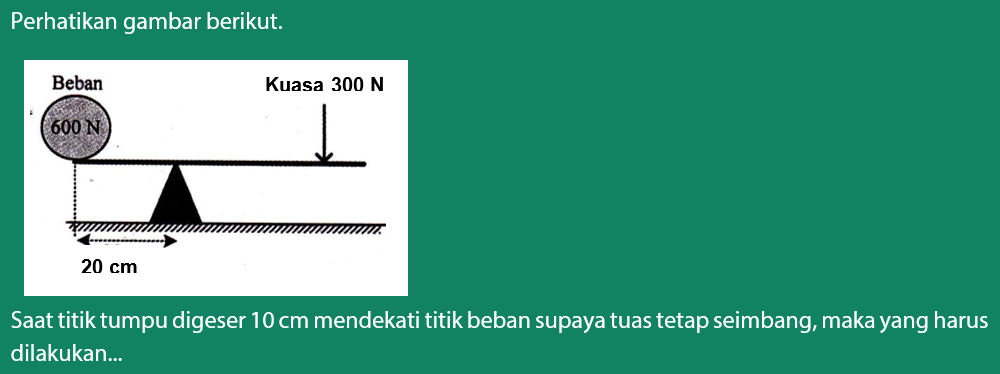 Perhatikan gambar berikut.
Beban
Kuasa 300 N
600 N
20 cm
Saat titik tumpu digeser 10 cm mendekati titik beban supaya tuas tetap seimbang, maka yang harus
dilakukan...